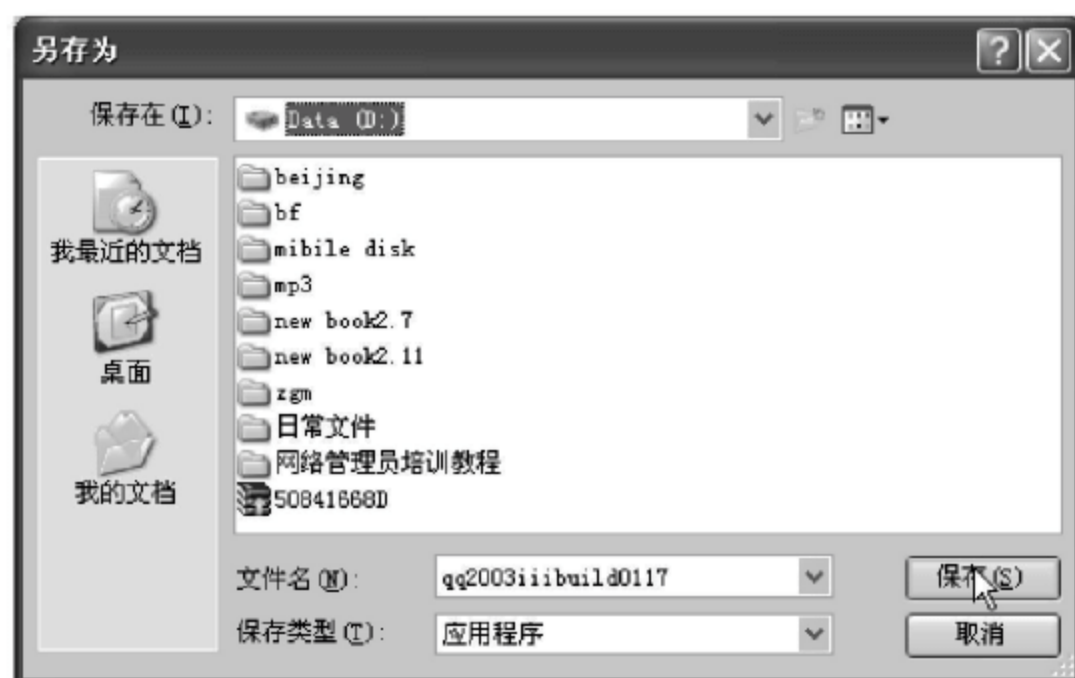 另存为
保存在(I):
Data (D:)
我最近的文档
桌面
我的文档
beijing
bf
mibile disk
mp3
new book2.7
new book2.11
zgm
日常文件
网络管理员培训教程
50841668D
文件名(N):
qq2003iiibuild0117
保存(S)
保存类型(T):
应用程序
取消